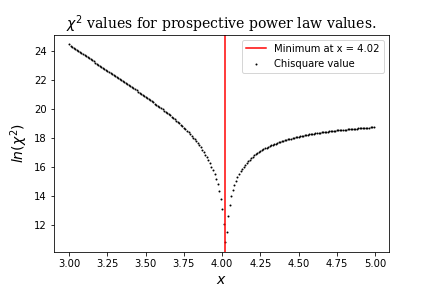 χ² values for prospective power law values.
Minimum at x = 4.02
Chisquare value
ln(χ²)
24
22
20
18
16
14
12
3.00 3.25 3.50 3.75 4.00 4.25 4.50 4.75 5.00
x